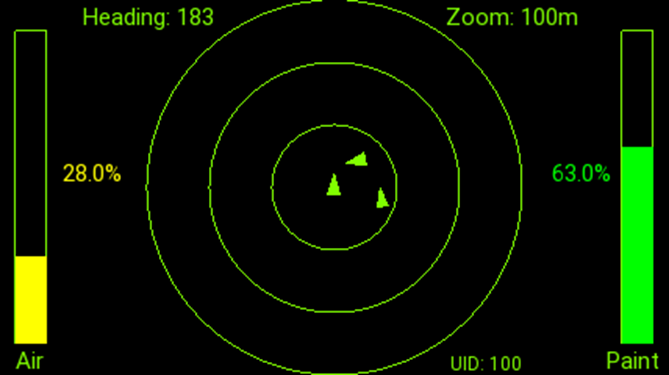 Heading: 183
Zoom: 100m
28.0%
63.0%
Air
UID: 100
Paint